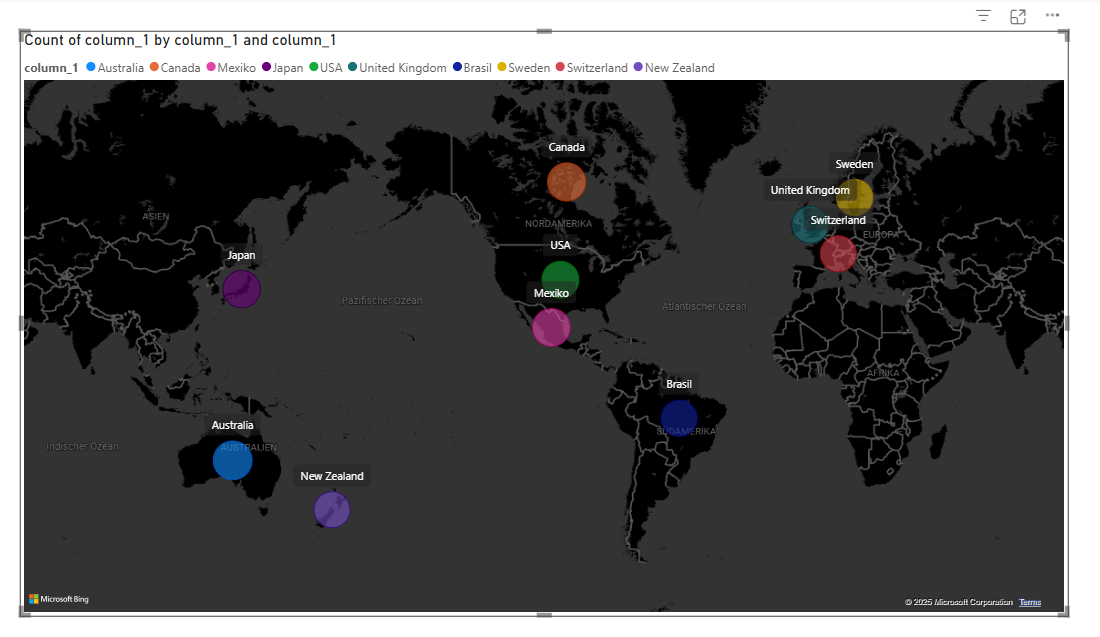 Count of column_1 by column_1 and column_1
column_1 Australia Canada Mexiko Japan USA United Kingdom Brasil Sweden Switzerland New Zealand
Canada
Sweden
United Kingdom
ASIEN
NORDAMERIKA
Switzerland
EUROPA
USA
Japan
Mexiko
Pazifischer Ozean
Atlantischer Ozean
AFRIKA
Brasil
Australia
SÜDAMERIKA
Indischer Ozean
AUSTRALIEN
New Zealand
Microsoft Bing
© 2025 Microsoft Corporation Terms